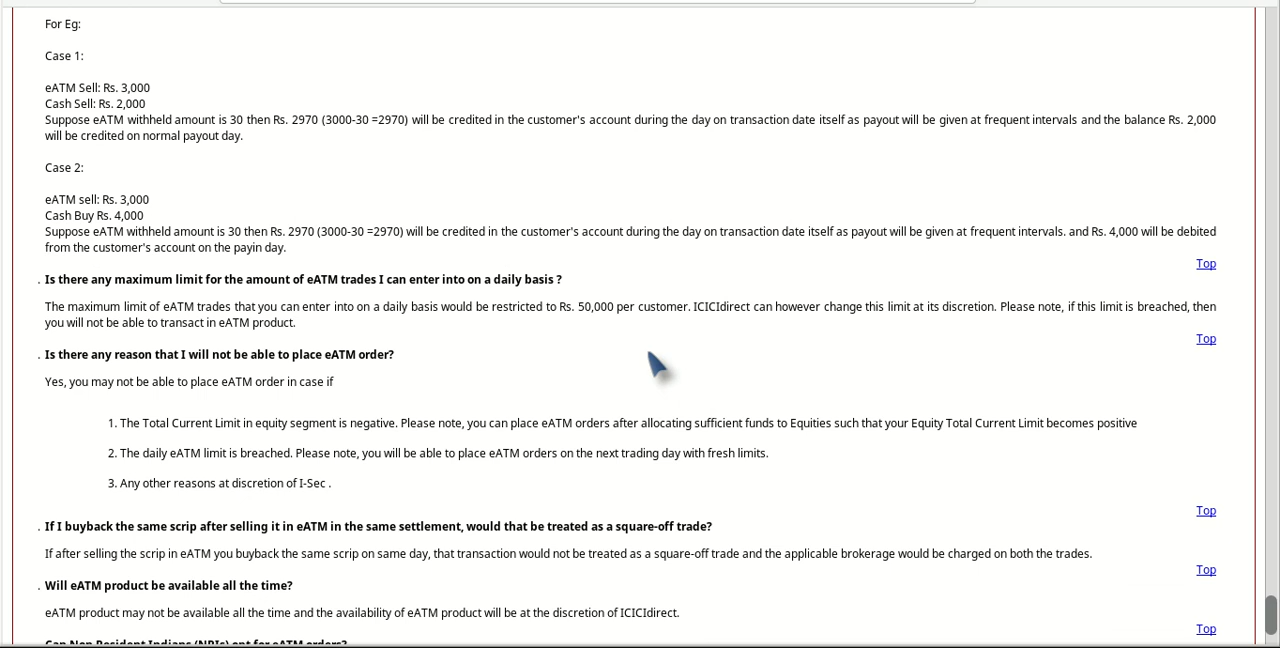 For Eg:
Case 1:
eATM Sell: Rs. 3,000
Cash Sell: Rs. 2,000
Suppose eATM withheld amount is 30 then Rs. 2970 (3000-30 =2970) will be credited in the customer's account during the day on transaction date itself as payout will be given at frequent intervals and the balance Rs. 2,000
will be credited on normal payout day.
Case 2:
eATM sell: Rs. 3,000
Cash Buy Rs. 4,000
Suppose eATM withheld amount is 30 then Rs. 2970 (3000-30 =2970) will be credited in the customer's account during the day on transaction date itself as payout will be given at frequent intervals. and Rs. 4,000 will be debited
from the customer's account on the payin day.
Top
. Is there any maximum limit for the amount of eATM trades I can enter into on a daily basis ?
The maximum limit of eATM trades that you can enter into on a daily basis would be restricted to Rs. 50,000 per customer. ICICIdirect can however change this limit at its discretion. Please note, if this limit is breached, then
you will not be able to transact in eATM product.
Top
. Is there any reason that I will not be able to place eATM order?
Yes, you may not be able to place eATM order in case if
1. The Total Current Limit in equity segment is negative. Please note, you can place eATM orders after allocating sufficient funds to Equities such that your Equity Total Current Limit becomes positive
2. The daily eATM limit is breached. Please note, you will be able to place eATM orders on the next trading day with fresh limits.
3. Any other reasons at discretion of I-Sec .
Top
. If I buyback the same scrip after selling it in eATM in the same settlement, would that be treated as a square-off trade?
If after selling the scrip in eATM you buyback the same scrip on same day, that transaction would not be treated as a square-off trade and the applicable brokerage would be charged on both the trades.
Top
. Will eATM product be available all the time?
eATM product may not be available all the time and the availability of eATM product will be at the discretion of ICICIdirect.
Top
Can Non Resident Indians (NRIs) opt for eATM orders?